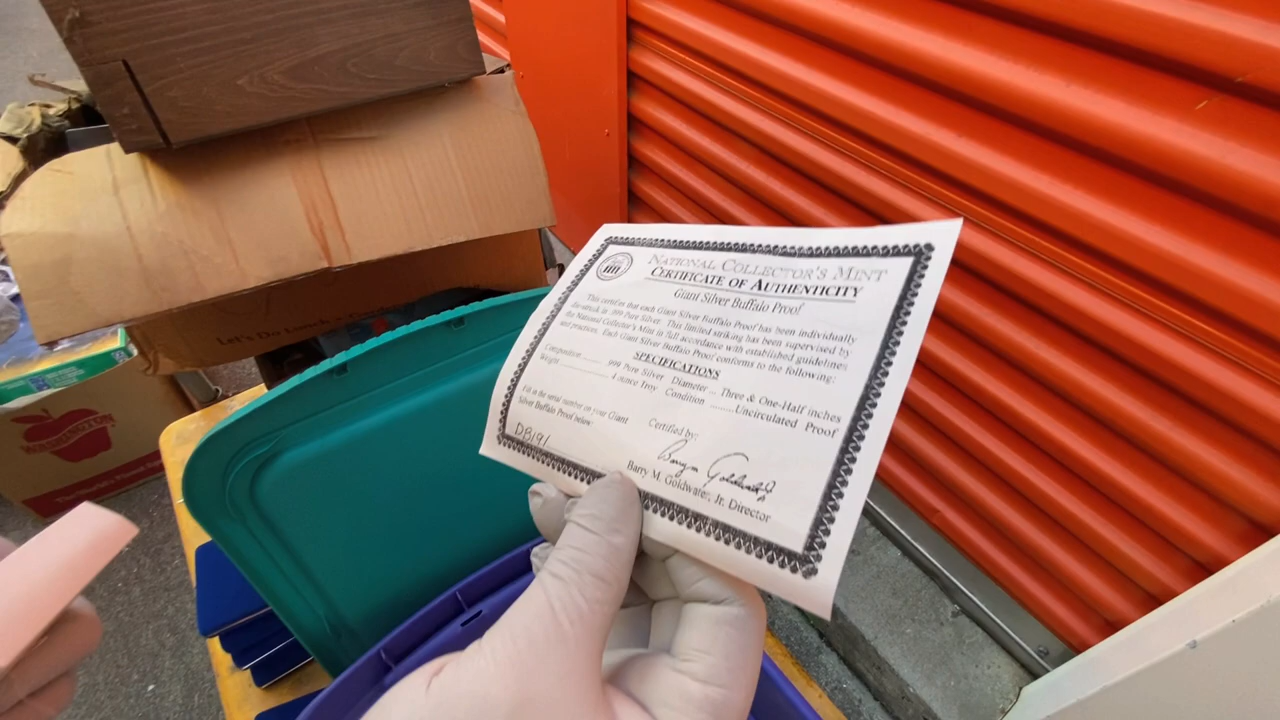 NATIONAL COLLECTOR'S MINT
CERTIFICATE OF AUTHENTICITY
Giant Silver Buffalo Proof
This certifies that each Giant Silver Buffalo Proof has been individually
in .999 Pure Silver. This limited striking has been supervised by
the National Collector's Mint in full accordance with established guidelines
and practices. Each Giant Silver Buffalo Proof conforms to the following:
SPECIFICATIONS
Composition ......... .999 Pure Silver Diameter ... Three & One-Half inches
Weight .................. 4 ounce Troy Condition ........Uncirculated Proof
Fill in the serial number on your Giant
Silver Buffalo Proof below:
D8191
Certified by:
Barry M. Goldwater, Jr. Director
Let's Do Lunch
WASHINGTON